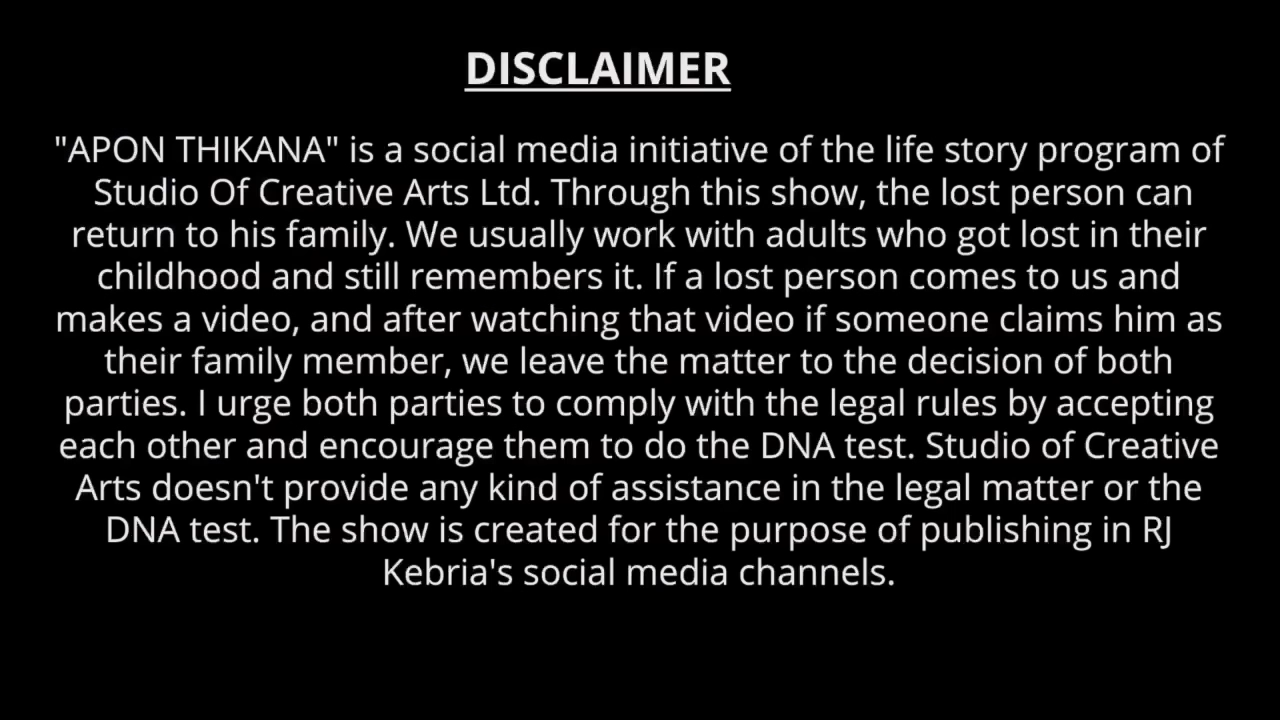 DISCLAIMER
"APON THIKANA" is a social media initiative of the life story program of
Studio Of Creative Arts Ltd. Through this show, the lost person can
return to his family. We usually work with adults who got lost in their
childhood and still remembers it. If a lost person comes to us and
makes a video, and after watching that video if someone claims him as
their family member, we leave the matter to the decision of both
parties. I urge both parties to comply with the legal rules by accepting
each other and encourage them to do the DNA test. Studio of Creative
Arts doesn't provide any kind of assistance in the legal matter or the
DNA test. The show is created for the purpose of publishing in RJ
Kebria's social media channels.